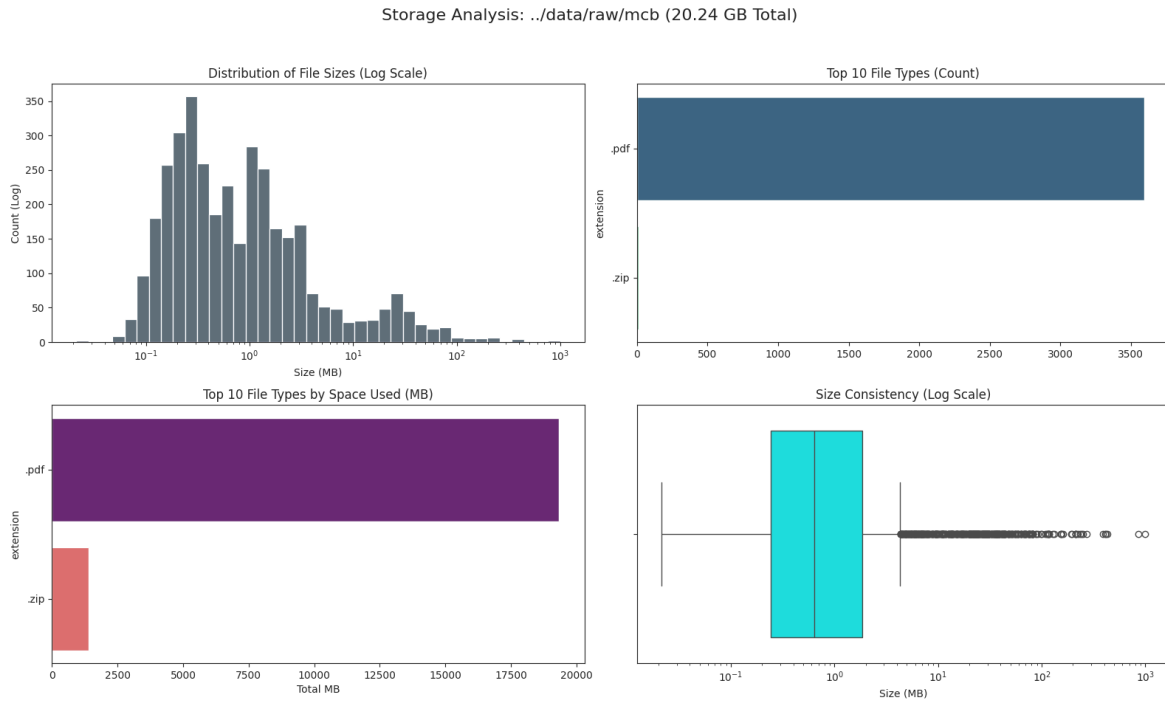 Storage Analysis: ../data/raw/mcb (20.24 GB Total)
Distribution of File Sizes (Log Scale)
Count (Log)
350
300
250
200
150
100
50
0
10⁻¹ 10⁰ 10¹ 10² 10³
Size (MB)
Top 10 File Types (Count)
extension
.pdf
.zip
0 500 1000 1500 2000 2500 3000 3500
Top 10 File Types by Space Used (MB)
extension
.pdf
.zip
0 2500 5000 7500 10000 12500 15000 17500 20000
Total MB
Size Consistency (Log Scale)
10⁻¹ 10⁰ 10¹ 10² 10³
Size (MB)